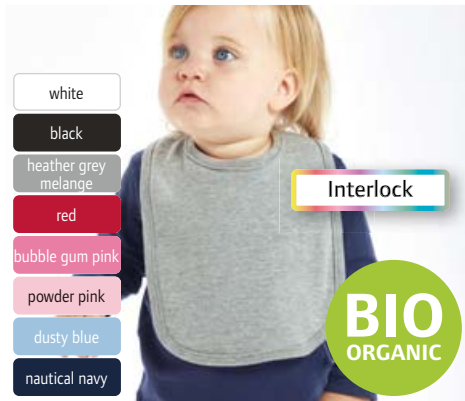 white
black
heather grey
melange
red
bubble gum pink
powder pink
dusty blue
nautical navy
Interlock
BIO
ORGANIC